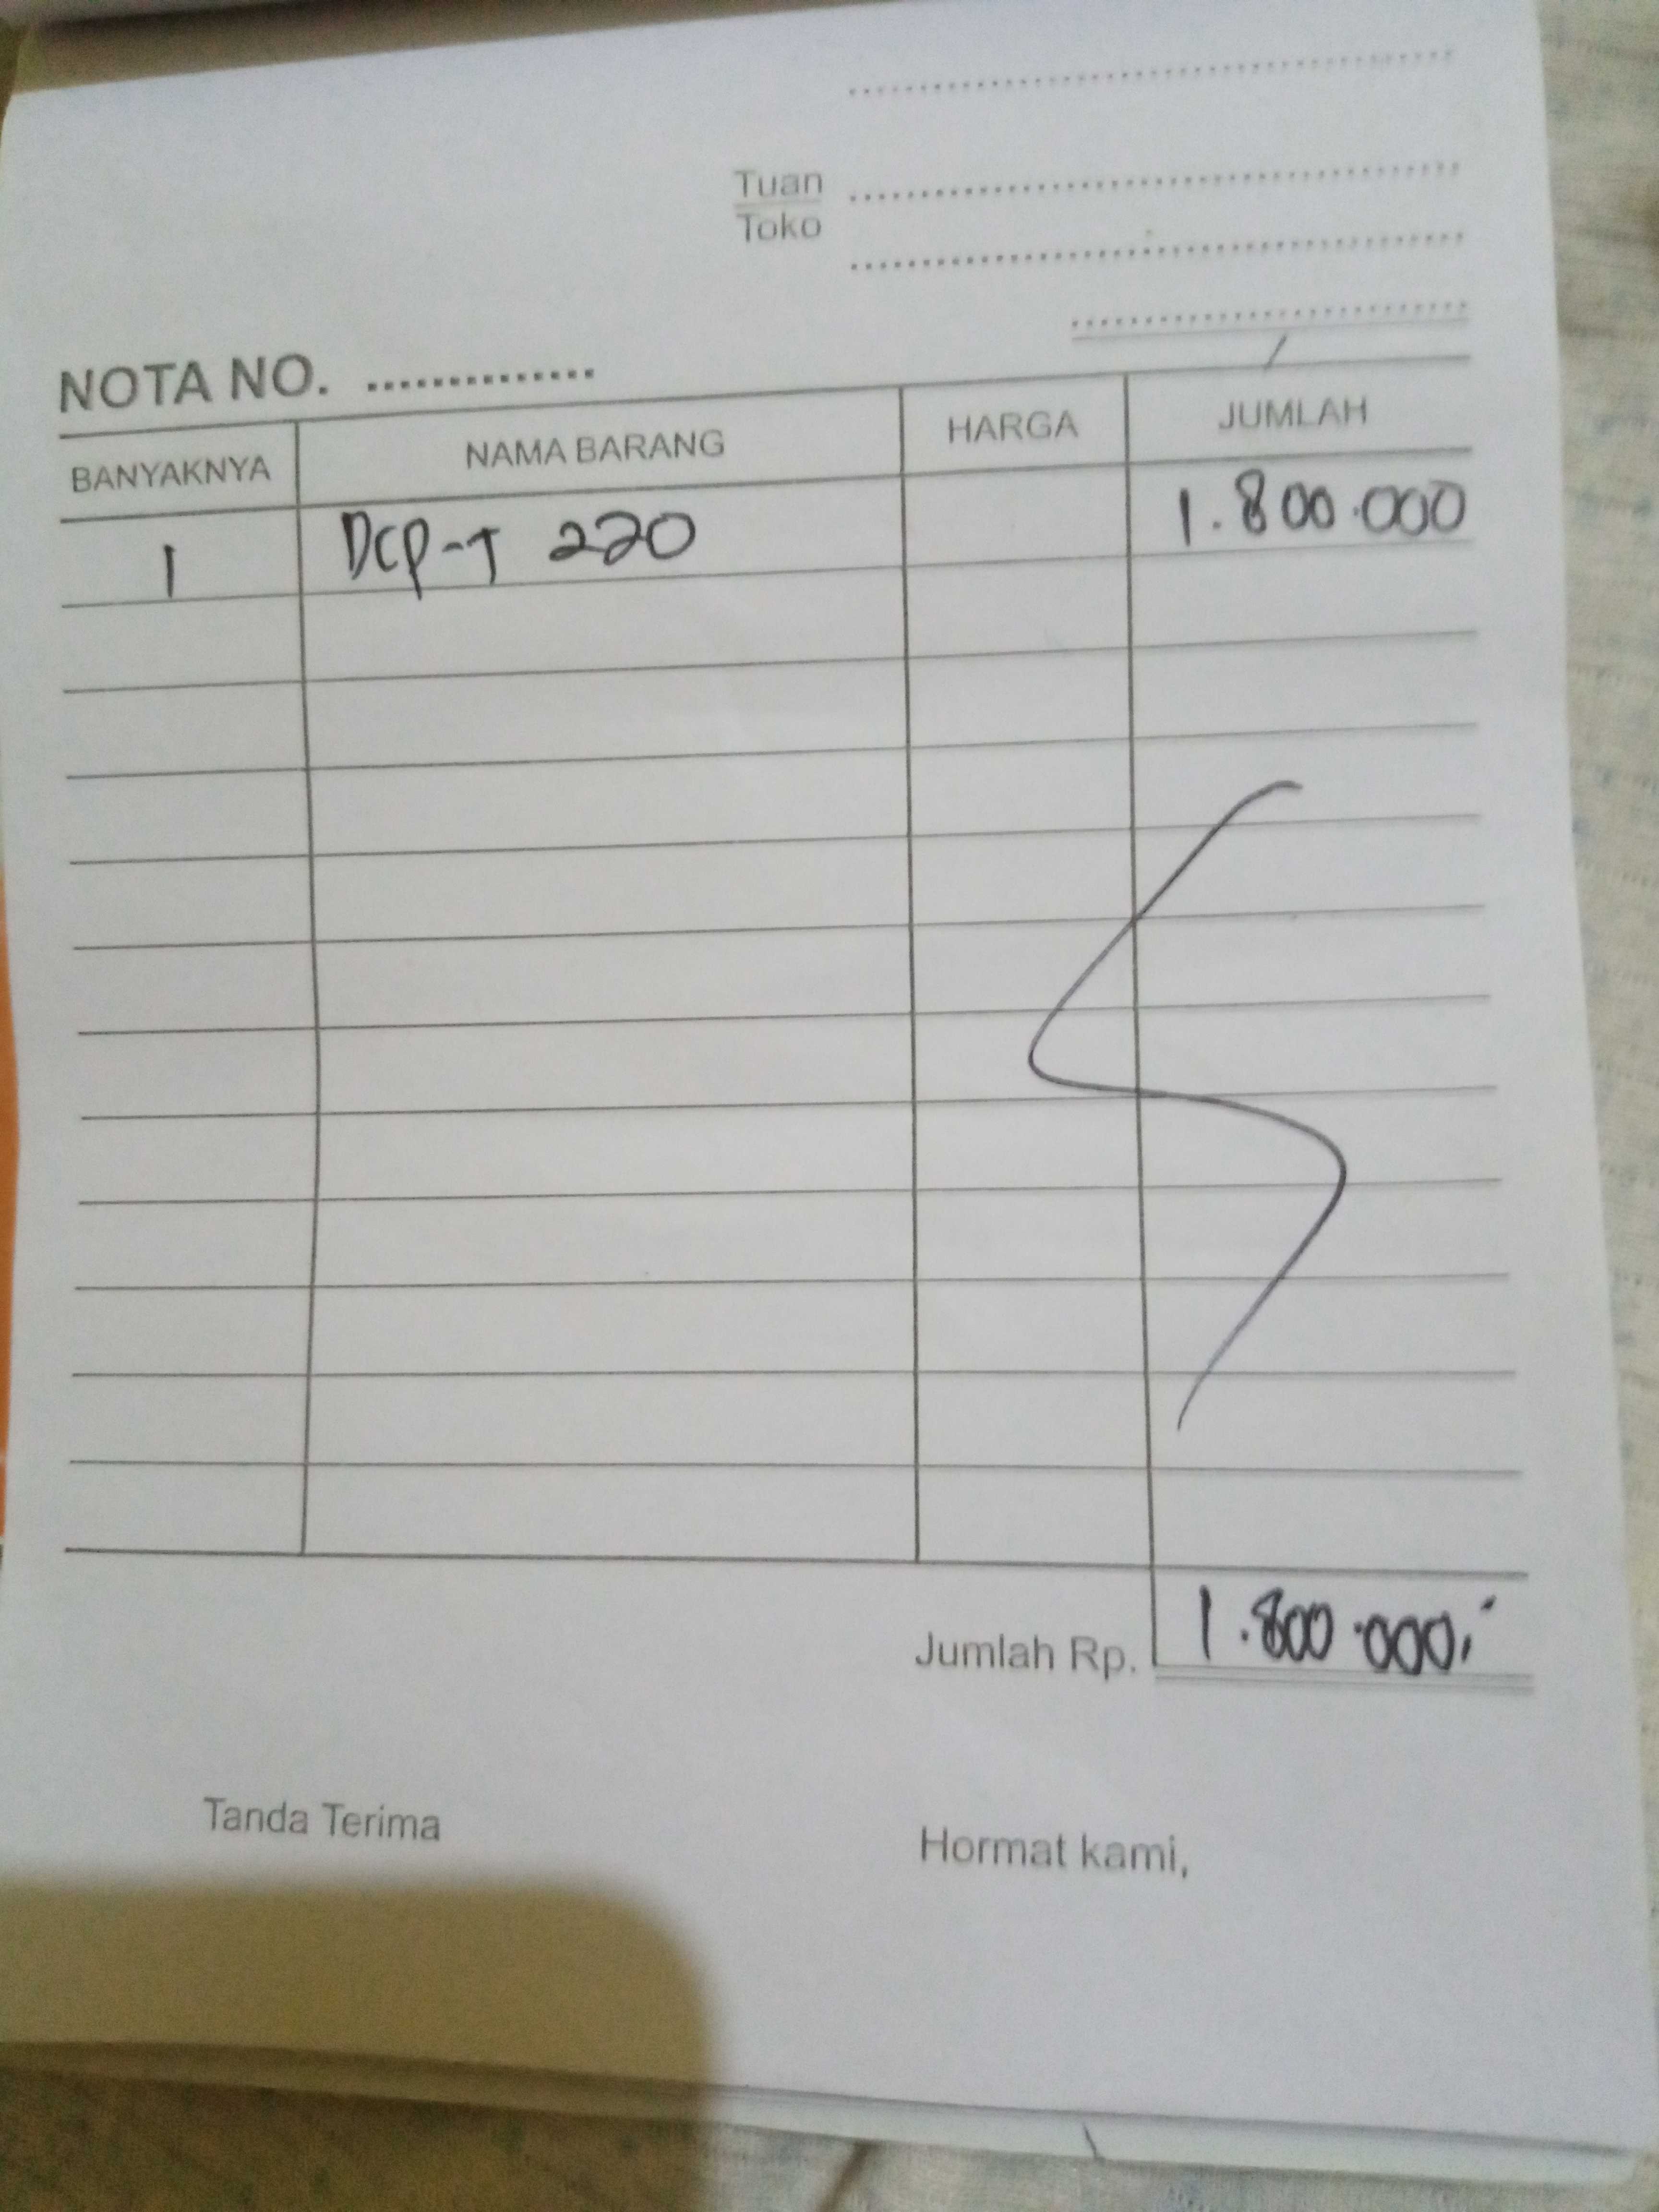 Tuan
Toko
NOTA NO. ..............
BANYAKNYA NAMA BARANG HARGA JUMLAH
1 DCP-T 220 1.800.000
Jumlah Rp. 1.800.000,-
Tanda Terima Hormat kami,